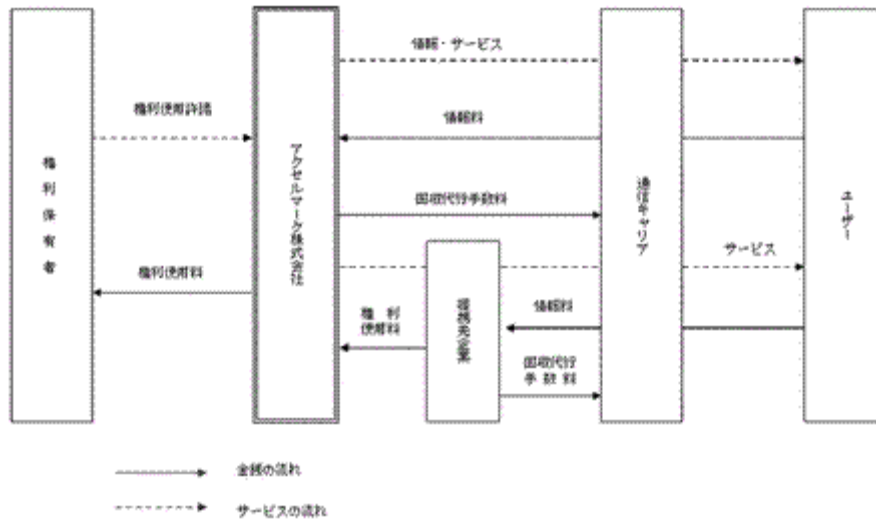 情報・サービス
権利使用許諾
情報料
権利保有者
アクセルマーク株式会社
回収代行手数料
通信キャリア
ユーザー
サービス
権利使用料
情報料
権 利
使用料
提携先企業
回収代行
手 数 料
金銭の流れ
サービスの流れ